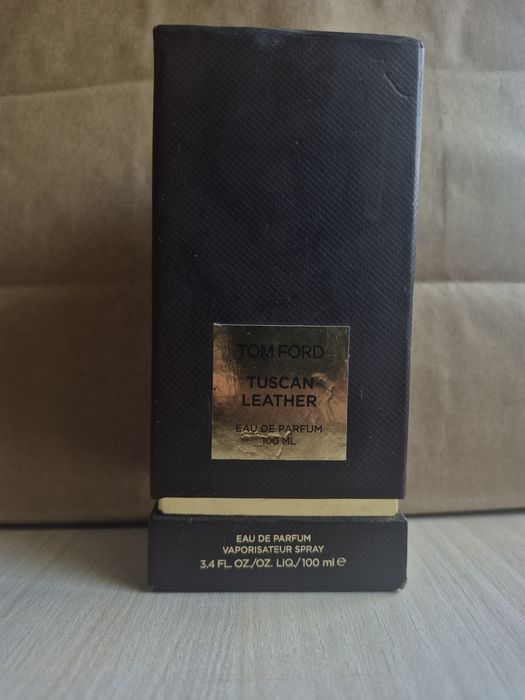 TOM FORD
TUSCAN
LEATHER
EAU DE PARFUM
100 ML
EAU DE PARFUM
VAPORISATEUR SPRAY
3.4 FL. OZ./OZ. LIQ./100 ml ℮